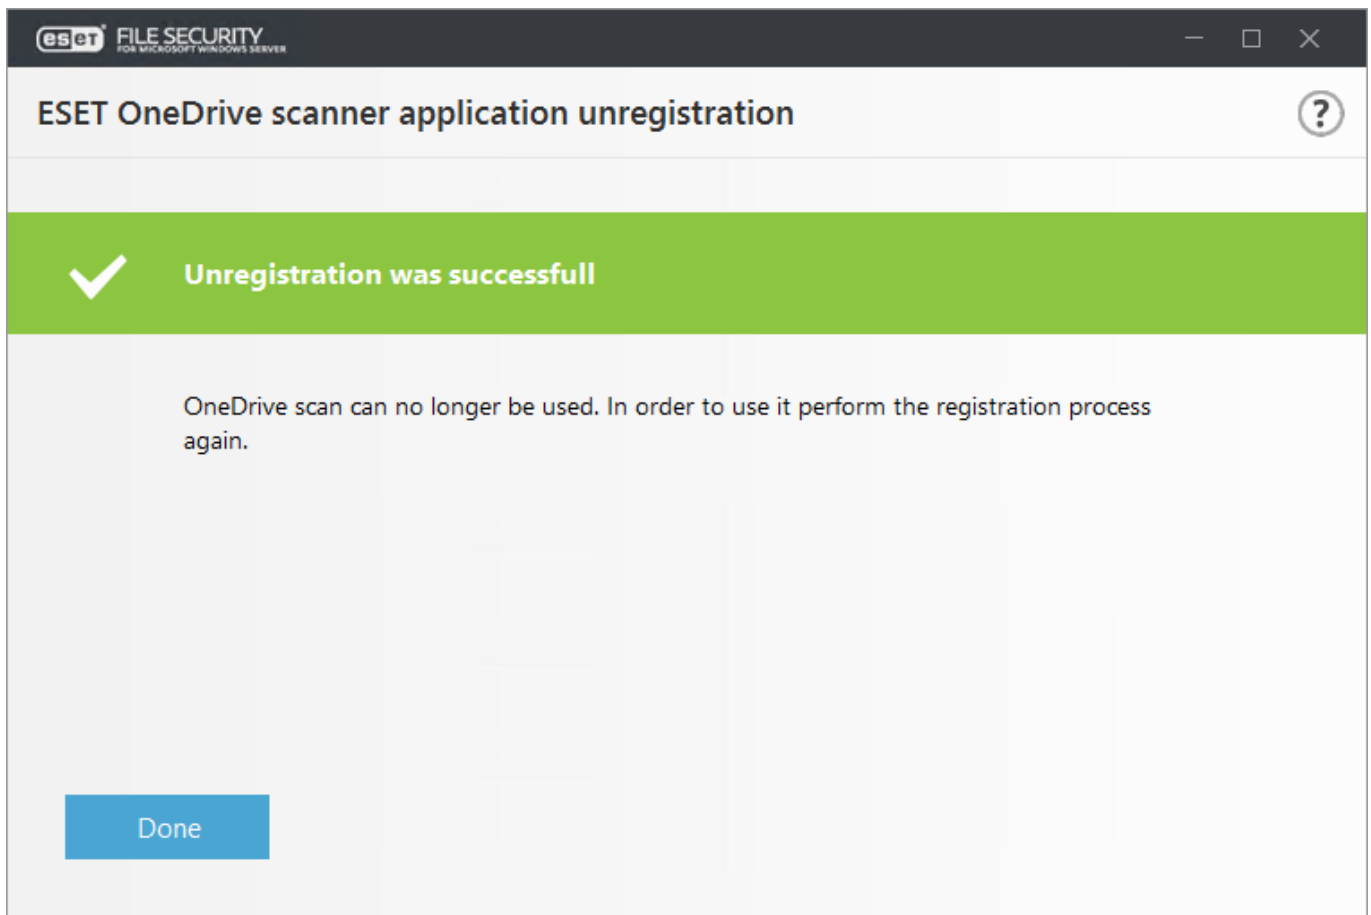 eset FILE SECURITY
FOR MICROSOFT WINDOWS SERVER
ESET OneDrive scanner application unregistration
?
Unregistration was successfull
OneDrive scan can no longer be used. In order to use it perform the registration process
again.
Done